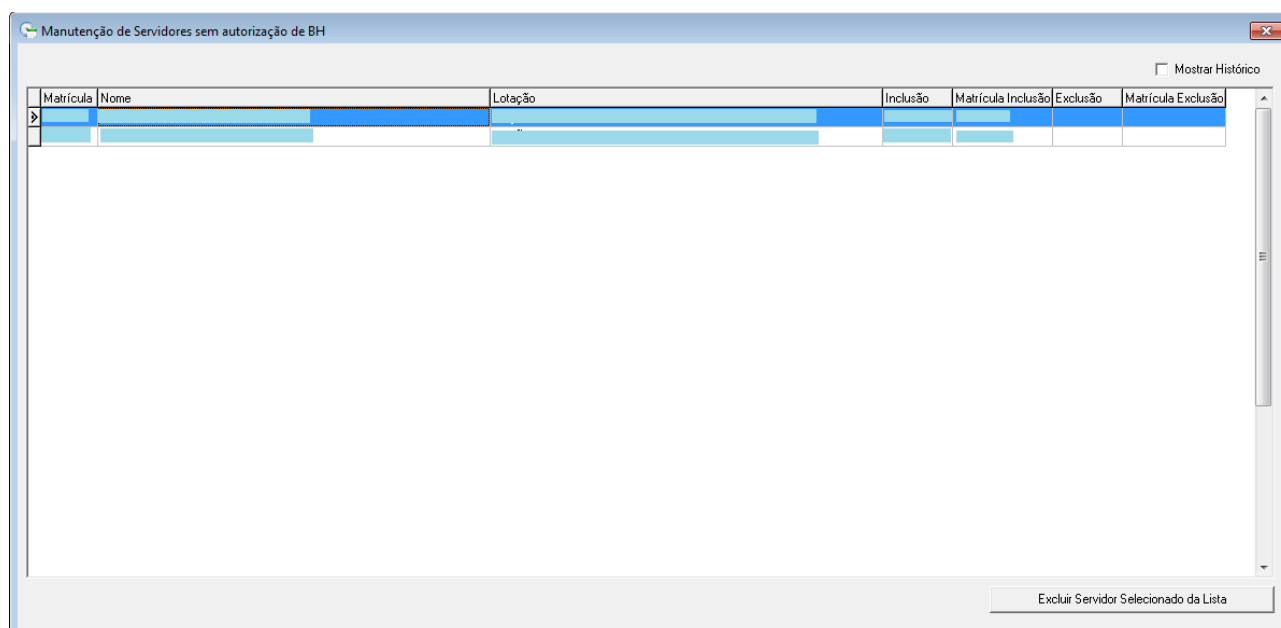 Manutenção de Servidores sem autorização de BH
Mostrar Histórico
Matrícula Nome Lotação Inclusão Matrícula Inclusão Exclusão Matrícula Exclusão
Excluir Servidor Selecionado da Lista